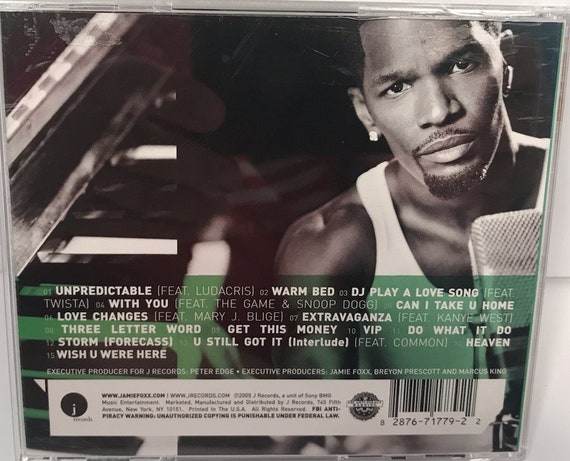 01 UNPREDICTABLE (FEAT. LUDACRIS) 02 WARM BED 03 DJ PLAY A LOVE SONG (FEAT.
TWISTA) 04 WITH YOU (FEAT. THE GAME & SNOOP DOGG) 05 CAN I TAKE U HOME
06 LOVE CHANGES (FEAT. MARY J. BLIGE) 07 EXTRAVAGANZA (FEAT. KANYE WEST)
08 THREE LETTER WORD 09 GET THIS MONEY 10 VIP 11 DO WHAT IT DO
12 STORM (FORECASS) 13 U STILL GOT IT (Interlude) (FEAT. COMMON) 14 HEAVEN
15 WISH U WERE HERE
EXECUTIVE PRODUCER FOR J RECORDS: PETER EDGE • EXECUTIVE PRODUCERS: JAMIE FOXX, BREYON PRESCOTT AND MARCUS KING
j
records
WWW.JAMIEFOXX.COM | WWW.JRECORDS.COM ®©2005 J Records, a unit of Sony BMG
Music Entertainment. Marketed, Manufactured and Distributed by J Records, 745 Fifth
Avenue, New York, NY 10151. Printed In The U.S.A. All Rights Reserved. FBI ANTI-
PIRACY WARNING: UNAUTHORIZED COPYING IS PUNISHABLE UNDER FEDERAL LAW.
8 2876-71779-2 2